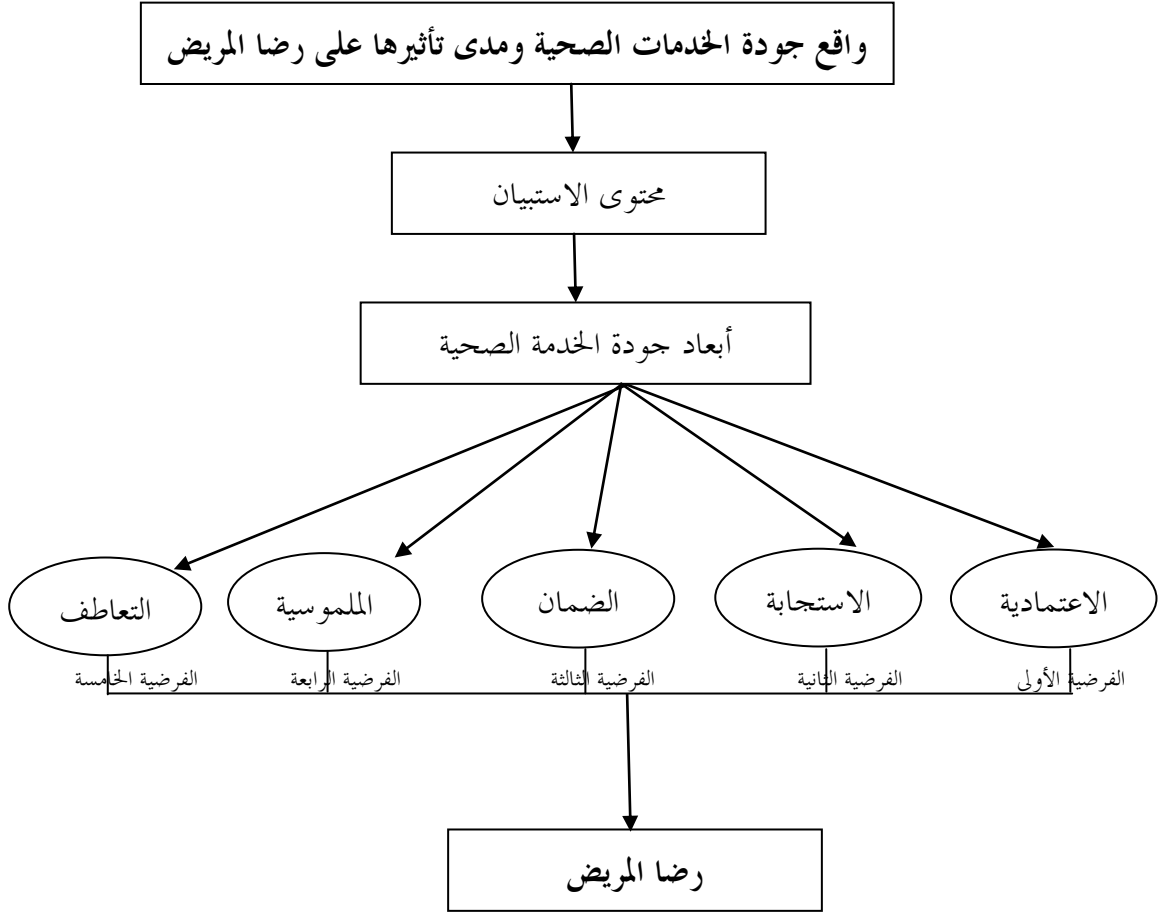 واقع جودة الخدمات الصحية ومدى تأثيرها على رضا المريض
محتوى الاستبيان
أبعاد جودة الخدمة الصحية
الاعتمادية
الاستجابة
الضمان
الملموسية
التعاطف
الفرضية الأولى
الفرضية الثانية
الفرضية الثالثة
الفرضية الرابعة
الفرضية الخامسة
رضا المريض